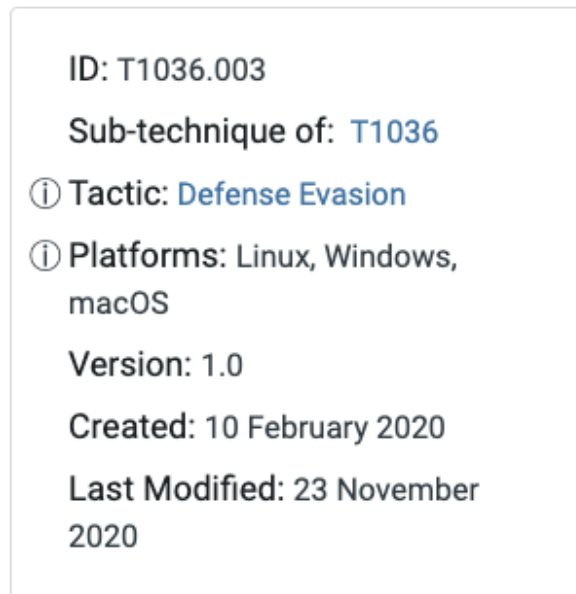 ID: T1036.003
Sub-technique of: T1036
ⓘ Tactic: Defense Evasion
ⓘ Platforms: Linux, Windows,
macOS
Version: 1.0
Created: 10 February 2020
Last Modified: 23 November
2020